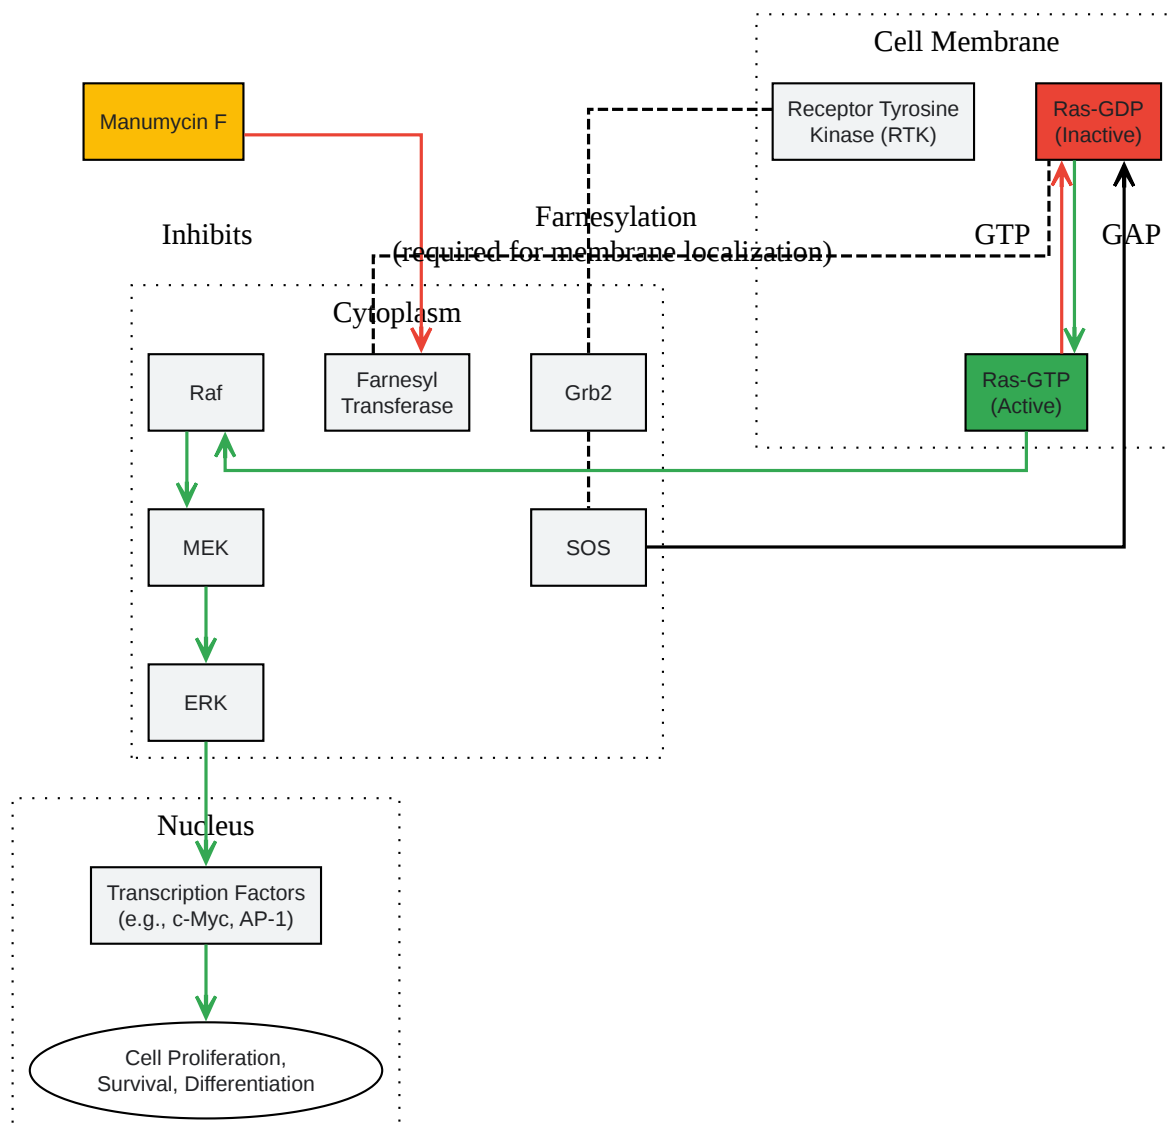 Cell Membrane
Manumycin F
Receptor Tyrosine
Kinase (RTK)
Ras-GDP
(Inactive)
Inhibits
Farnesylation
(required for membrane localization)
GTP
GAP
Cytoplasm
Raf
Farnesyl
Transferase
Grb2
Ras-GTP
(Active)
MEK
SOS
ERK
Nucleus
Transcription Factors
(e.g., c-Myc, AP-1)
Cell Proliferation,
Survival, Differentiation